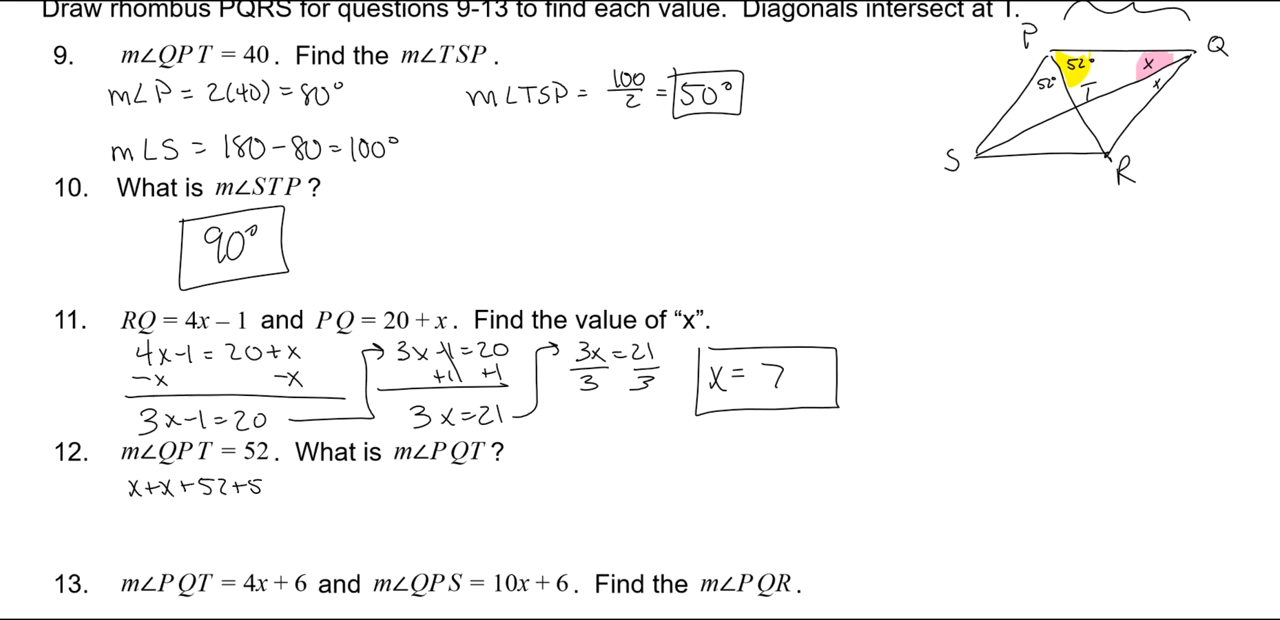 Draw rhombus PQRS for questions 9-13 to find each value. Diagonals intersect at T.
9. m∠QPT = 40. Find the m∠TSP.
m∠P = 2(40) = 80°
m∠TSP = 100/2 = 50°
m∠S = 180-80=100°
10. What is m∠STP?
90°
11. RQ = 4x – 1 and PQ = 20 + x. Find the value of “x”.
4x-1 = 20+x
-x -x
3x-1=20
3x-1=20
+1 +1
3x=21
3x=21
3 3
x = 7
12. m∠QPT = 52. What is m∠PQT?
x+x+52+5
13. m∠PQT = 4x + 6 and m∠QPS = 10x + 6. Find the m∠PQR.
P
Q
52°
x
52°
T
x
S
R